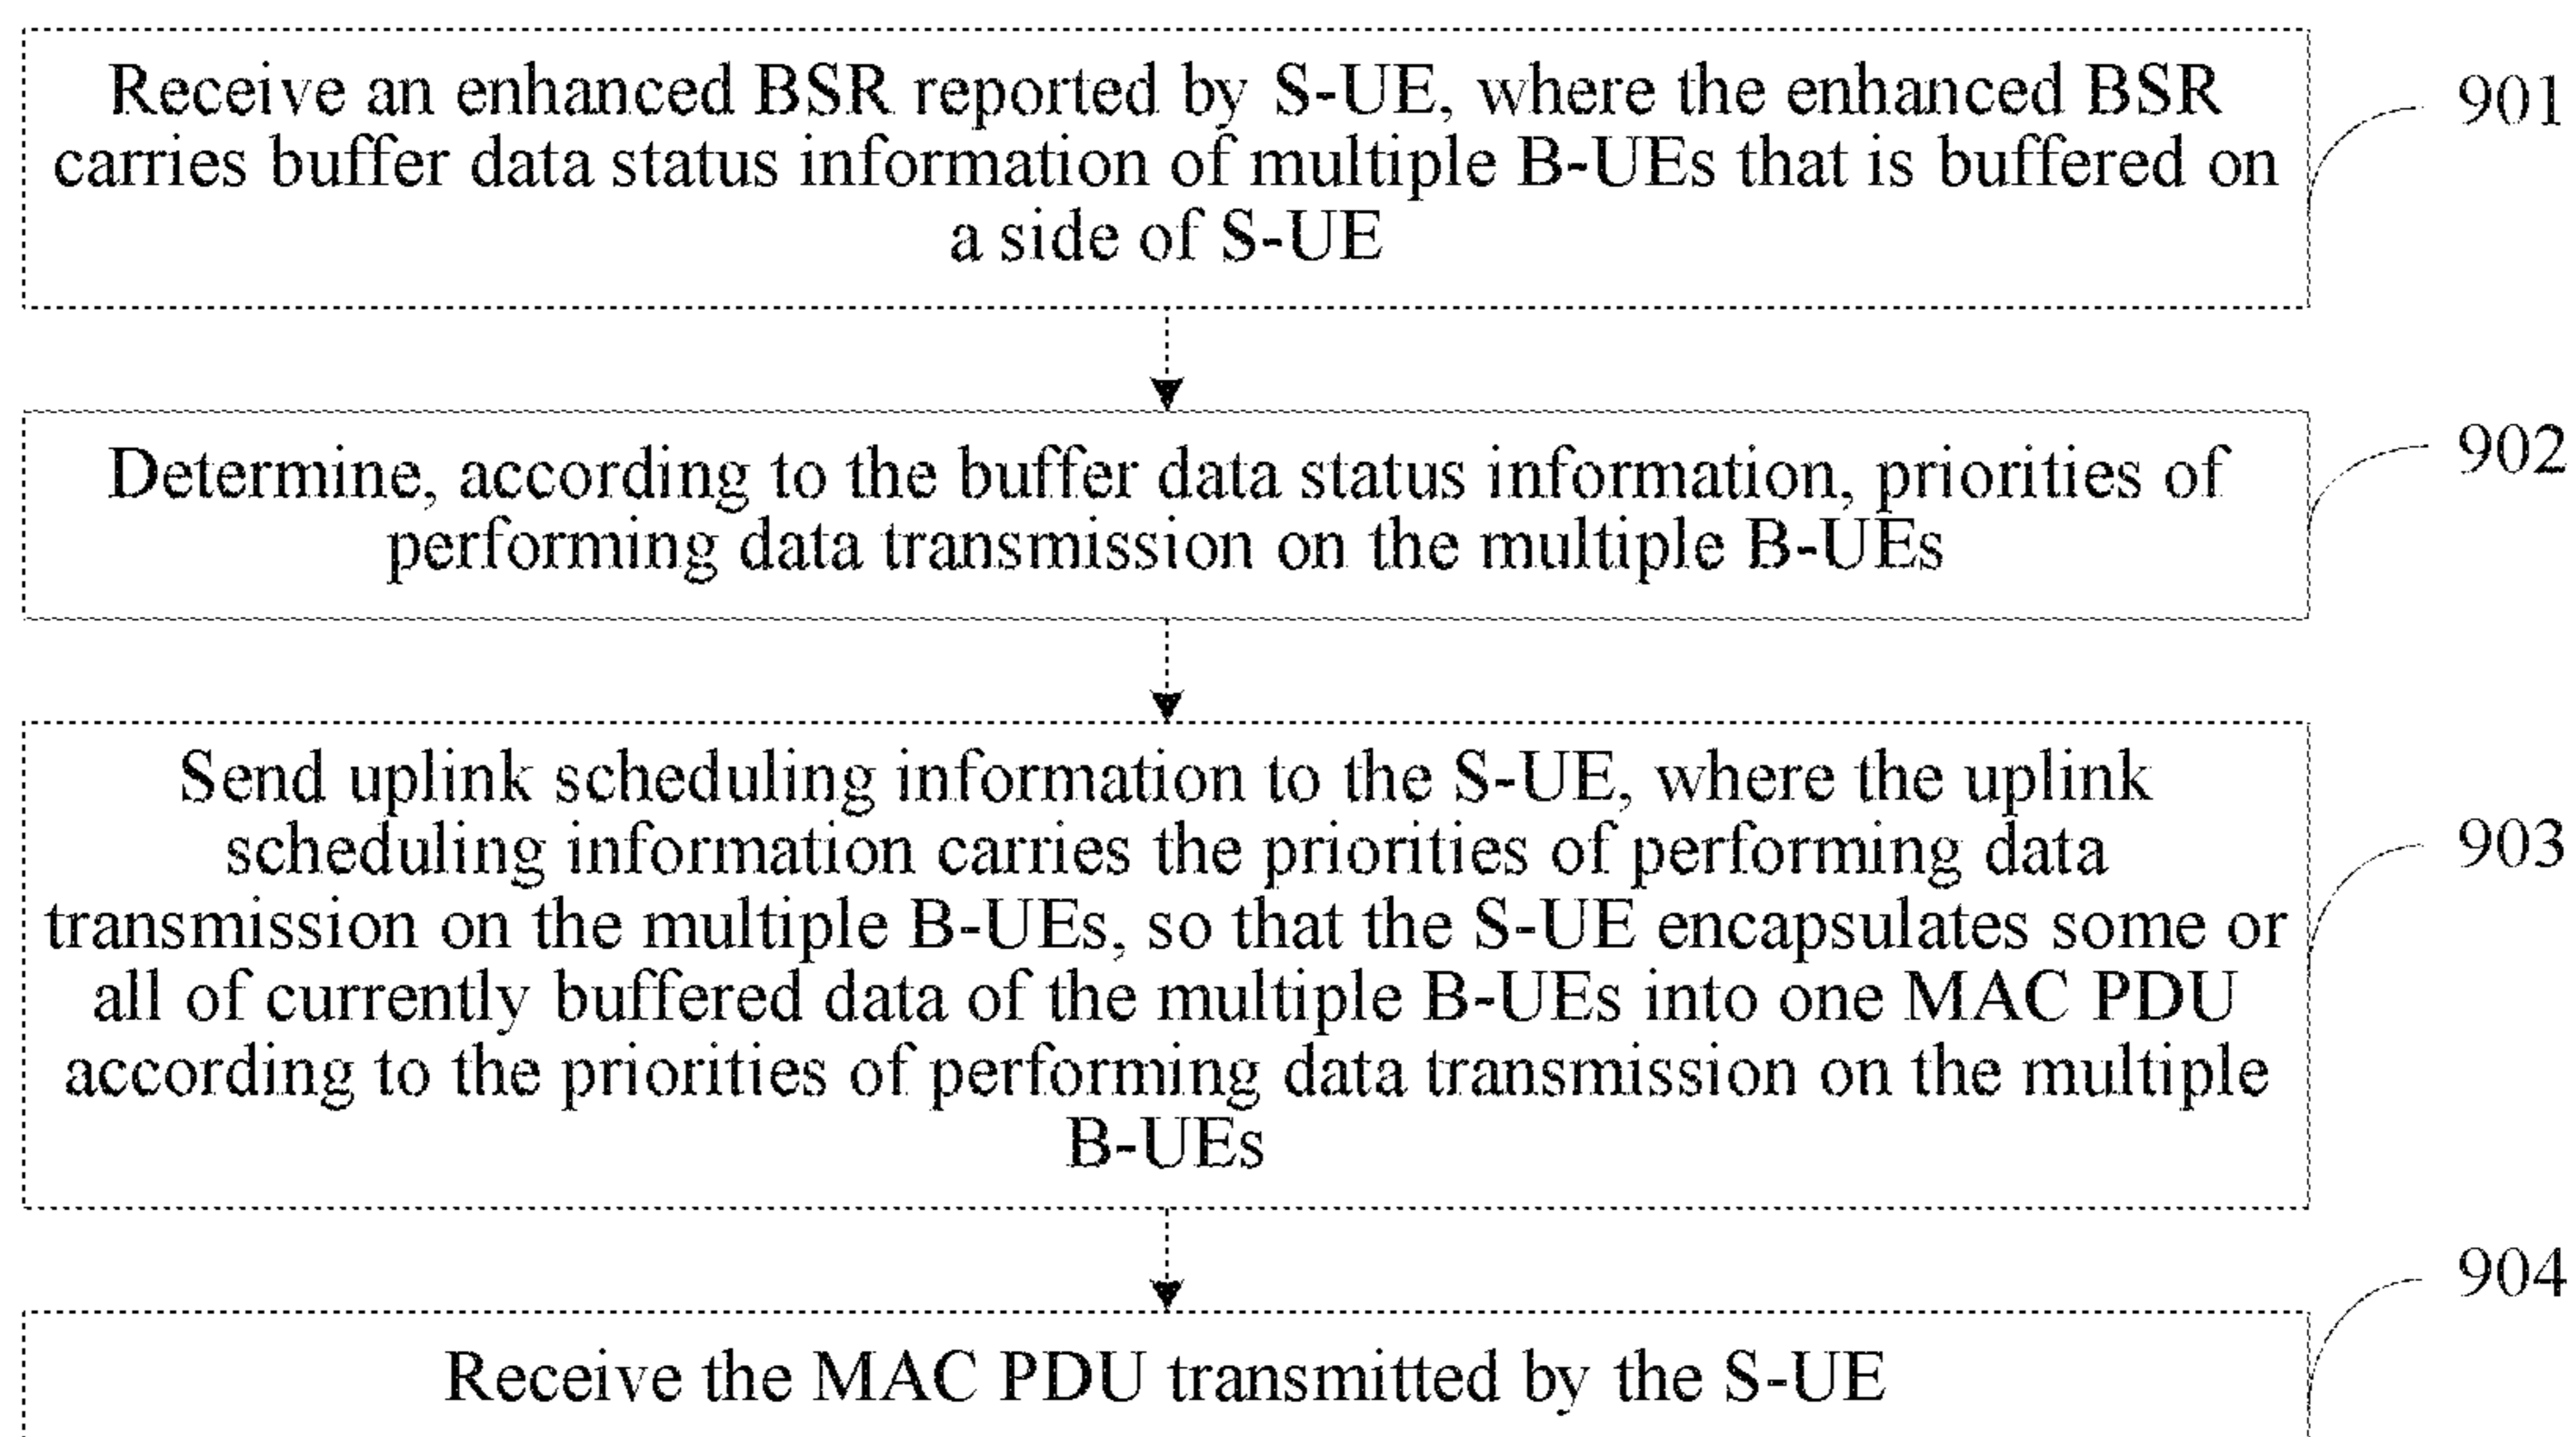 Receive an enhanced BSR reported by S-UE, where the enhanced BSR
carries buffer data status information of multiple B-UEs that is buffered on
a side of S-UE
901
Determine, according to the buffer data status information, priorities of
performing data transmission on the multiple B-UEs
902
Send uplink scheduling information to the S-UE, where the uplink
scheduling information carries the priorities of performing data
transmission on the multiple B-UEs, so that the S-UE encapsulates some or
all of currently buffered data of the multiple B-UEs into one MAC PDU
according to the priorities of performing data transmission on the multiple
B-UEs
903
Receive the MAC PDU transmitted by the S-UE
904